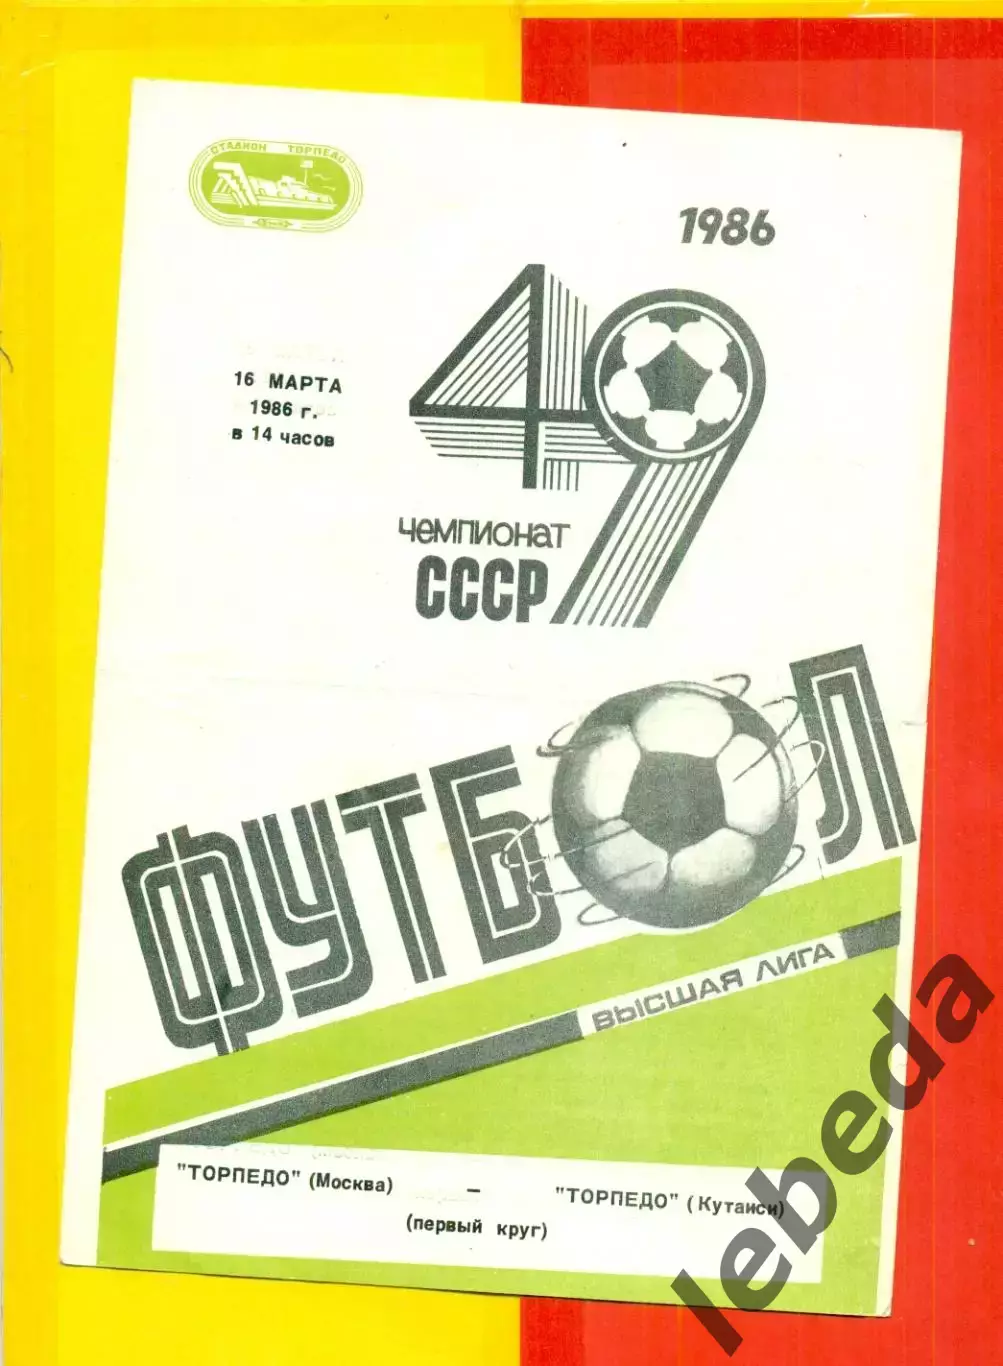 СТАДИОН ТОРПЕДО
1986
49
16 МАРТА
1986 г.
в 14 часов
чемпионат
СССР
ФУТБОЛ
ВЫСШАЯ ЛИГА
"ТОРПЕДО" (Москва) – "ТОРПЕДО" (Кутаиси)
(первый круг)
lebeda